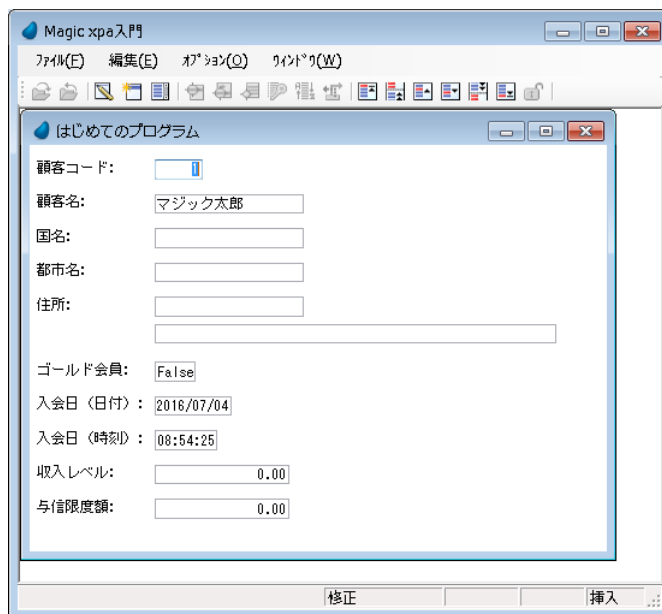 Magic xpa入門
ﾌｧｲﾙ(F) 編集(E) ｵﾌﾟｼｮﾝ(O) ｳｨﾝﾄﾞｳ(W)
はじめてのプログラム
顧客コード: 1
顧客名: マジック太郎
国名:
都市名:
住所:
ゴールド会員: False
入会日（日付）: 2016/07/04
入会日（時刻）: 08:54:25
収入レベル: 0.00
与信限度額: 0.00
修正 挿入